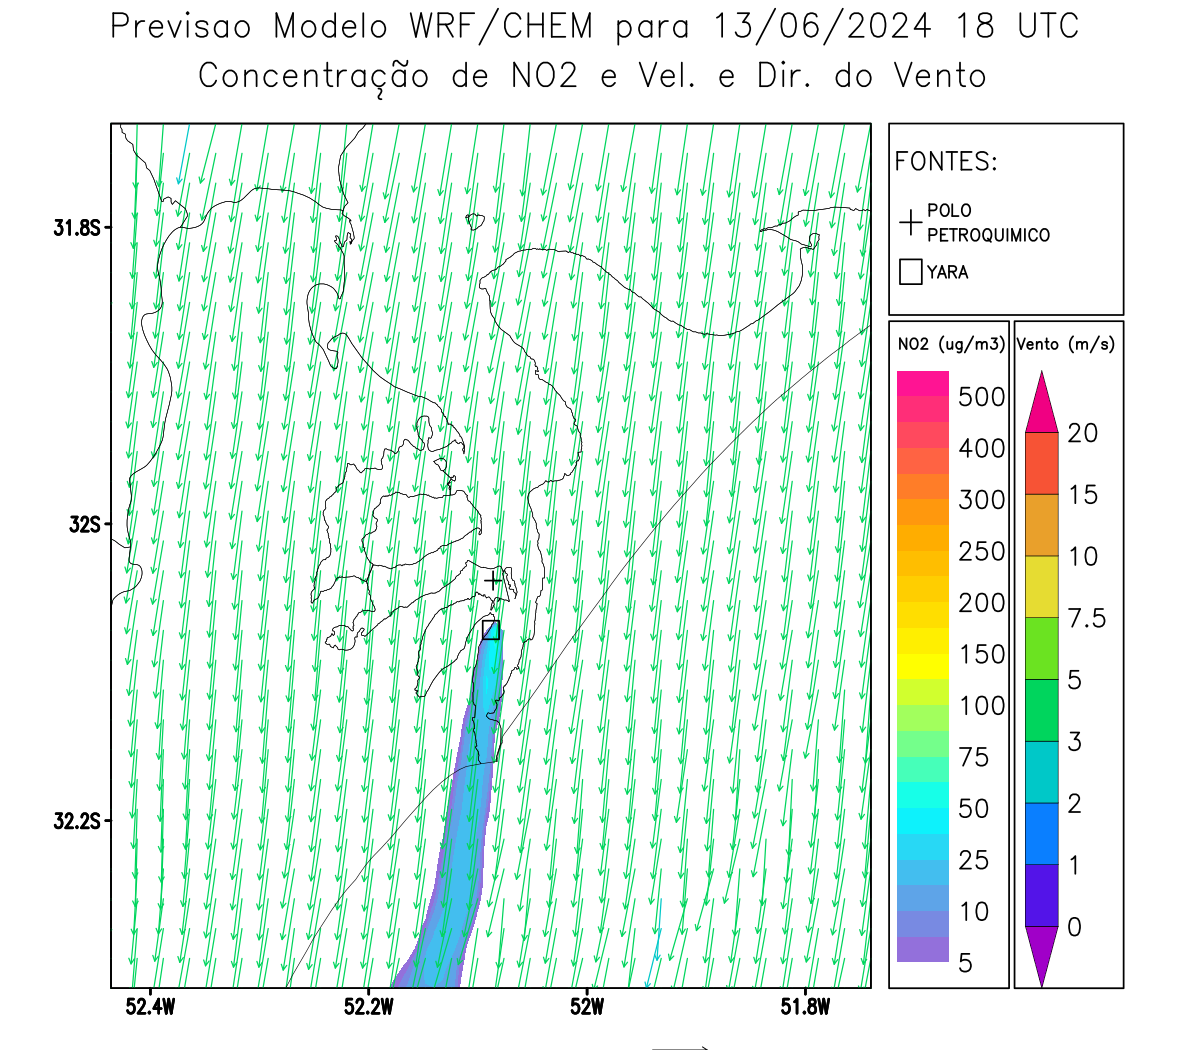 Previsao Modelo WRF/CHEM para 13/06/2024 18 UTC
Concentração de NO2 e Vel. e Dir. do Vento
FONTES:
POLO
PETROQUIMICO
YARA
NO2 (ug/m3)
500
400
300
250
200
150
100
75
50
25
10
5
Vento (m/s)
20
15
10
7.5
5
3
2
1
0
31.8S
32S
32.2S
52.4W
52.2W
52W
51.8W